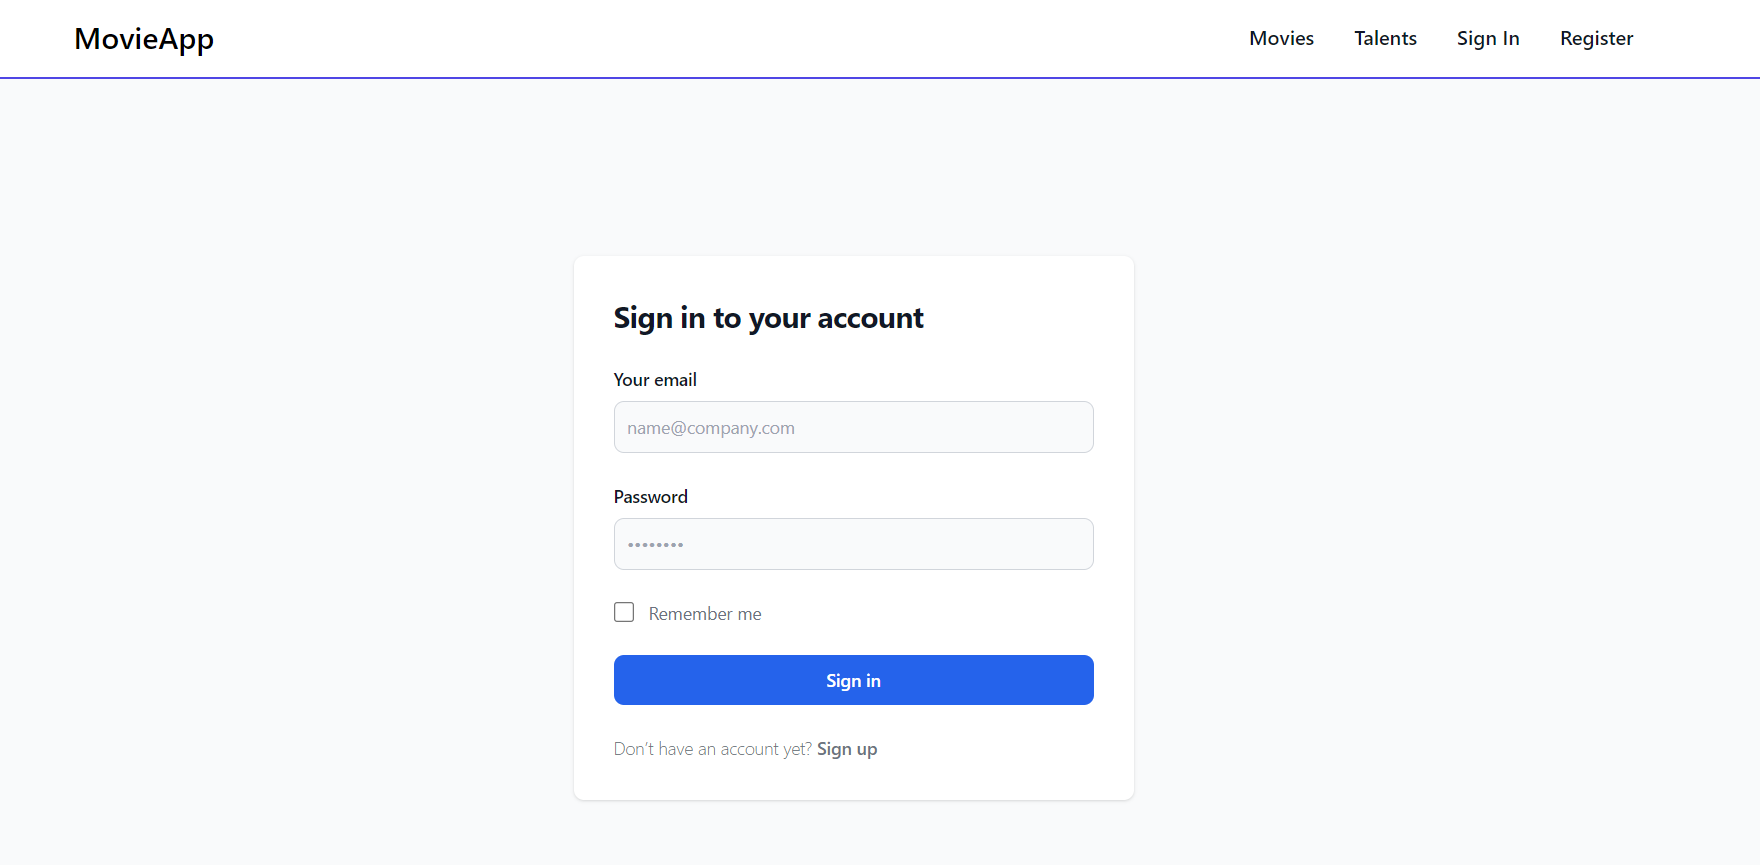 MovieApp
Movies Talents Sign In Register
Sign in to your account
Your email
name@company.com
Password
••••••••
Remember me
Sign in
Don’t have an account yet? Sign up